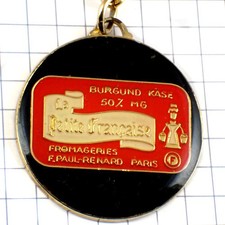 BURGUND KÄSE
50% MG
La
Petite Française
FROMAGERIES
F.PAUL-RENARD PARIS
F